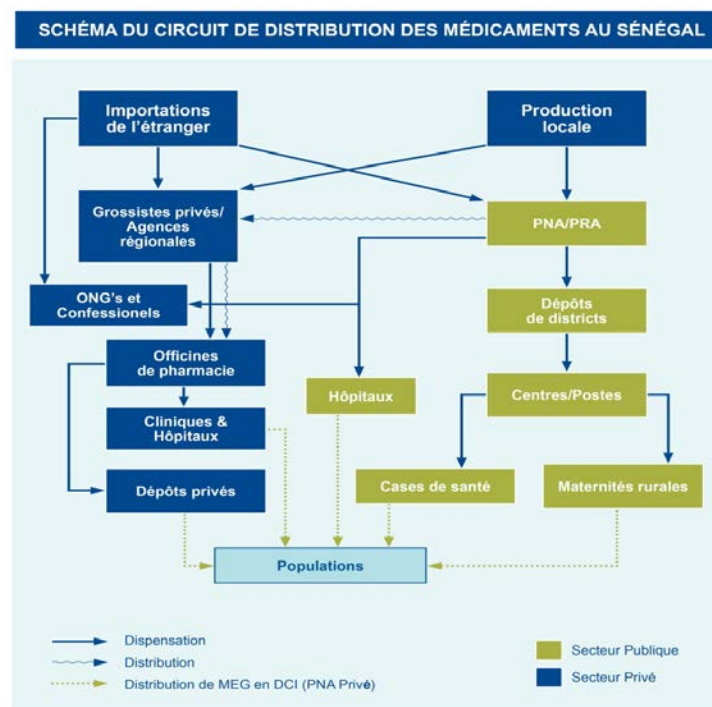 SCHÉMA DU CIRCUIT DE DISTRIBUTION DES MÉDICAMENTS AU SÉNÉGAL
Importations
de l'étranger
Production
locale
Grossistes privés/
Agences
régionales
PNA/PRA
ONG's et
Confessionels
Dépôts
de districts
Officines
de pharmacie
Hôpitaux
Centres/Postes
Cliniques &
Hôpitaux
Dépôts privés
Cases de santé
Maternités rurales
Populations
Dispensation
Distribution
Distribution de MEG en DCI (PNA Privé)
Secteur Publique
Secteur Privé